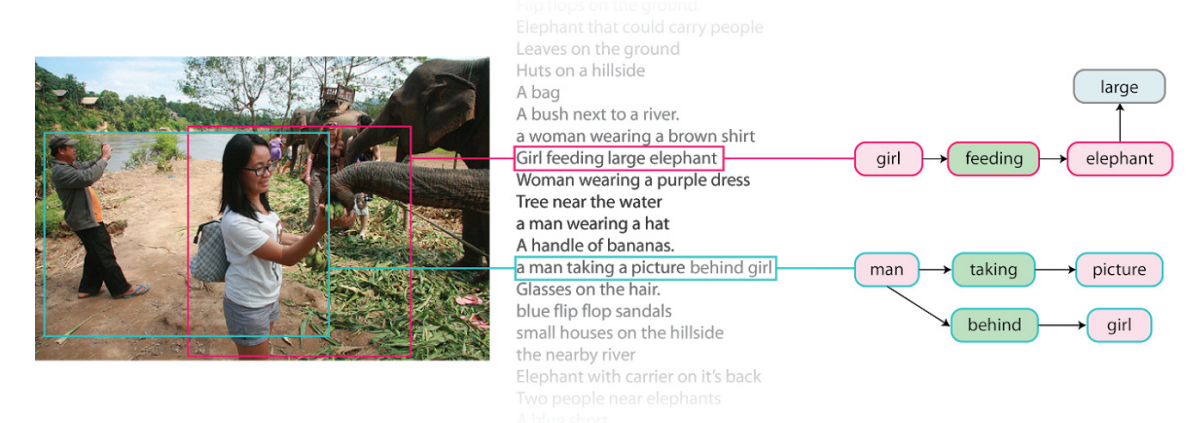 Flip flops on the ground
Elephant that could carry people
Leaves on the ground
Huts on a hillside
A bag
A bush next to a river.
a woman wearing a brown shirt
Girl feeding large elephant
Woman wearing a purple dress
Tree near the water
a man wearing a hat
A handle of bananas.
a man taking a picture behind girl
Glasses on the hair.
blue flip flop sandals
small houses on the hillside
the nearby river
Elephant with carrier on it's back
Two people near elephants
A blue short
large
girl
feeding
elephant
man
taking
picture
behind
girl